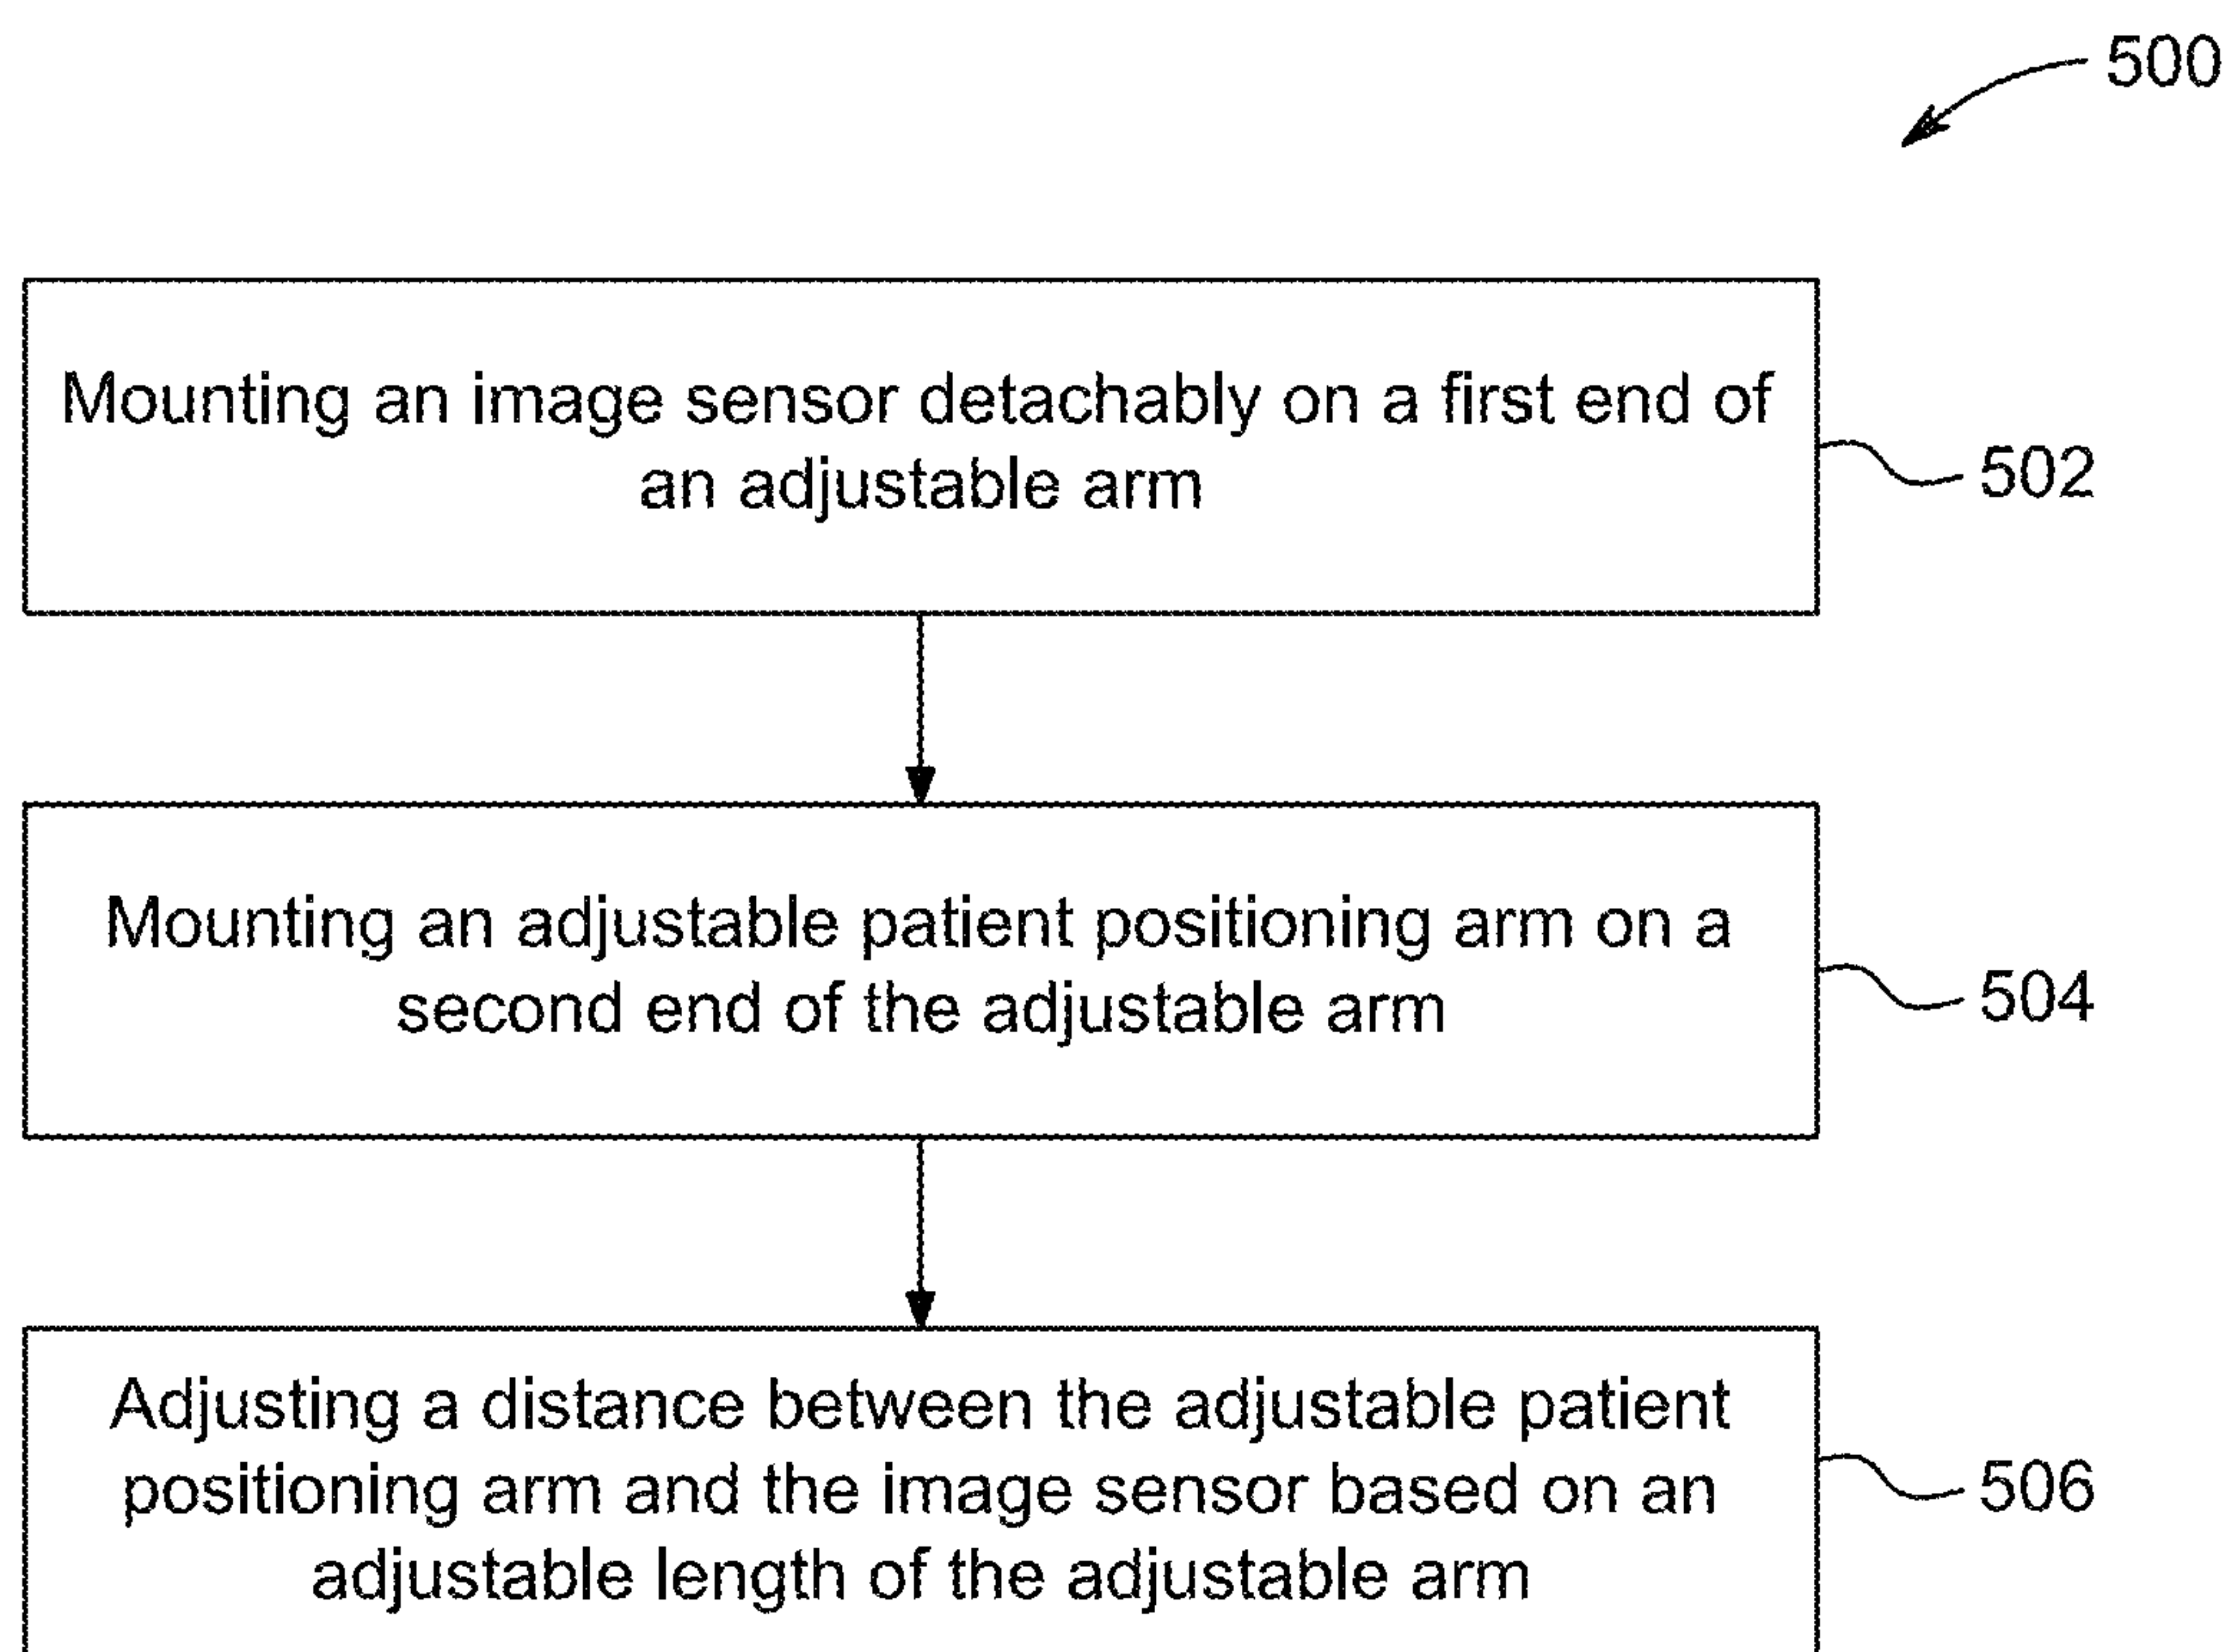 500
Mounting an image sensor detachably on a first end of
an adjustable arm
502
Mounting an adjustable patient positioning arm on a
second end of the adjustable arm
504
Adjusting a distance between the adjustable patient
positioning arm and the image sensor based on an
adjustable length of the adjustable arm
506